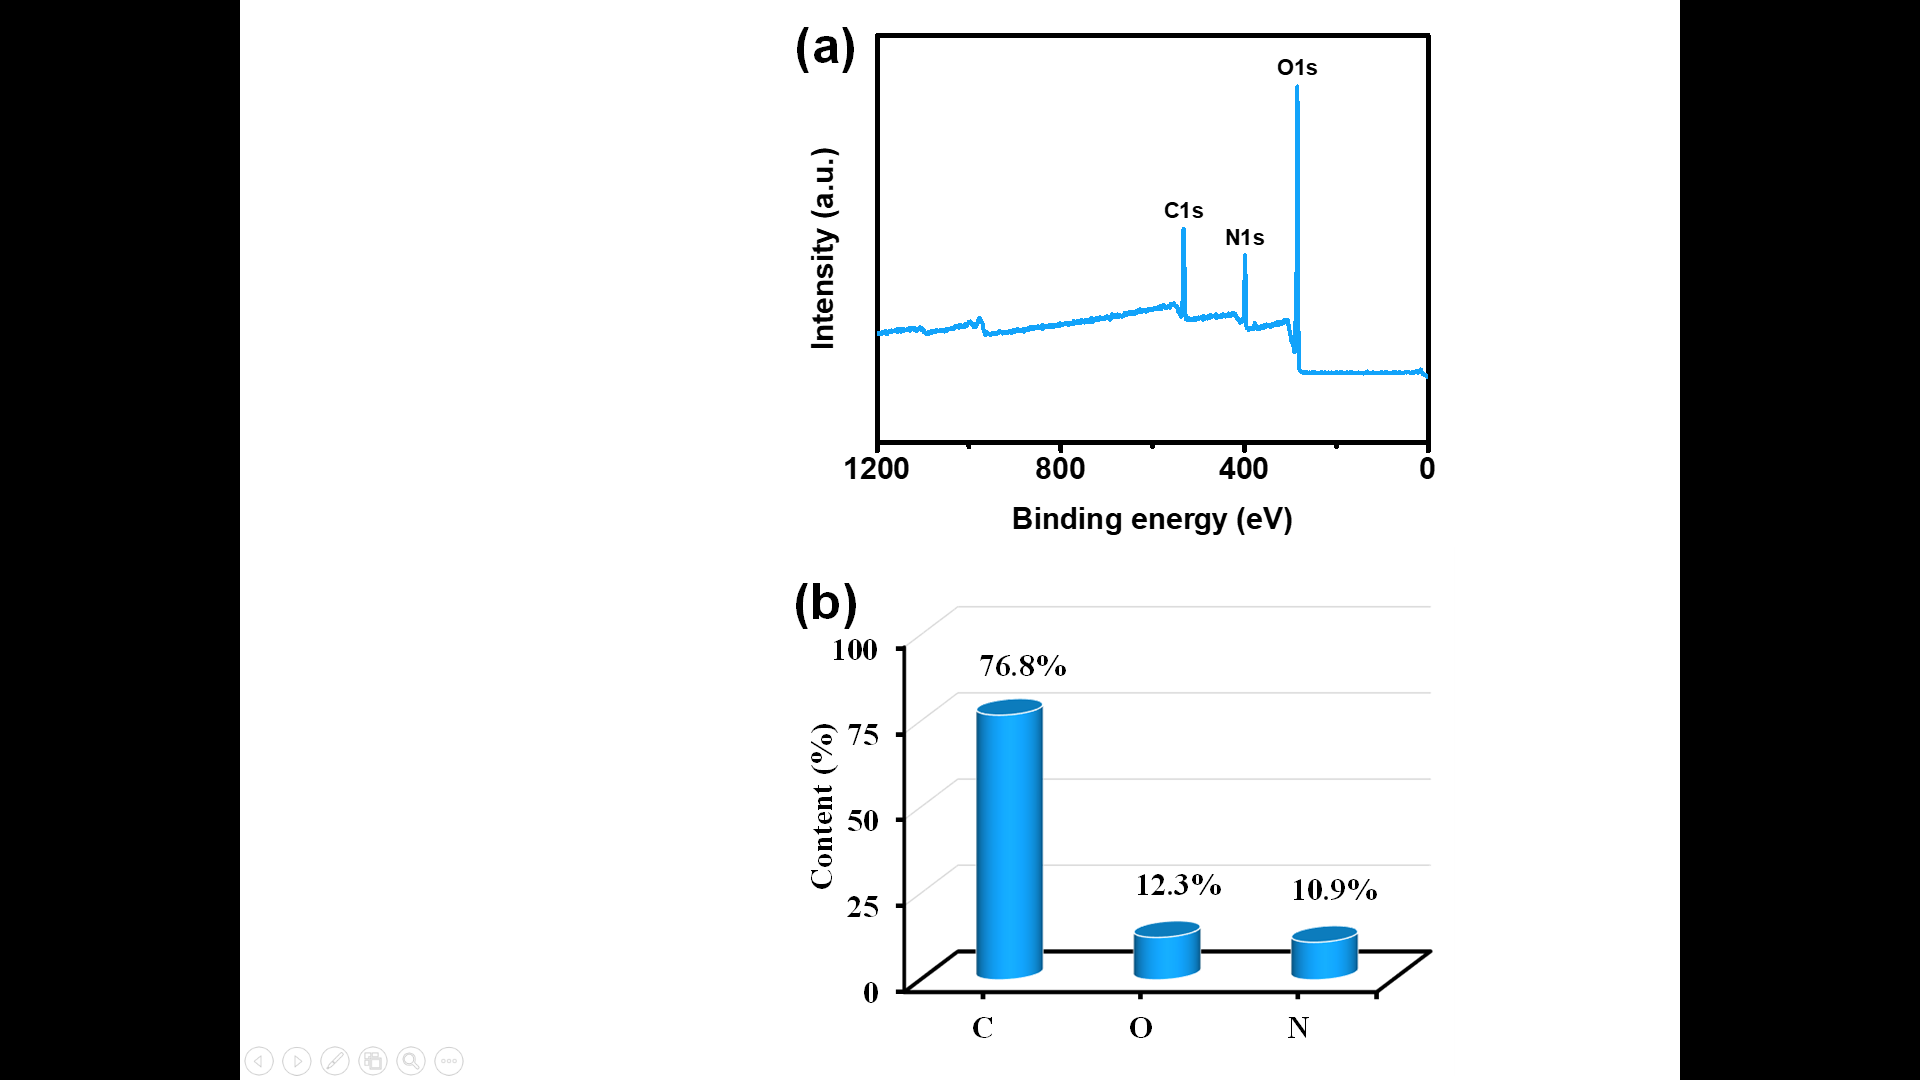 (a)
O1s
C1s
N1s
Intensity (a.u.)
1200 800 400 0
Binding energy (eV)
(b)
100
76.8%
75
Content (%)
50
12.3%
10.9%
25
0
C O N